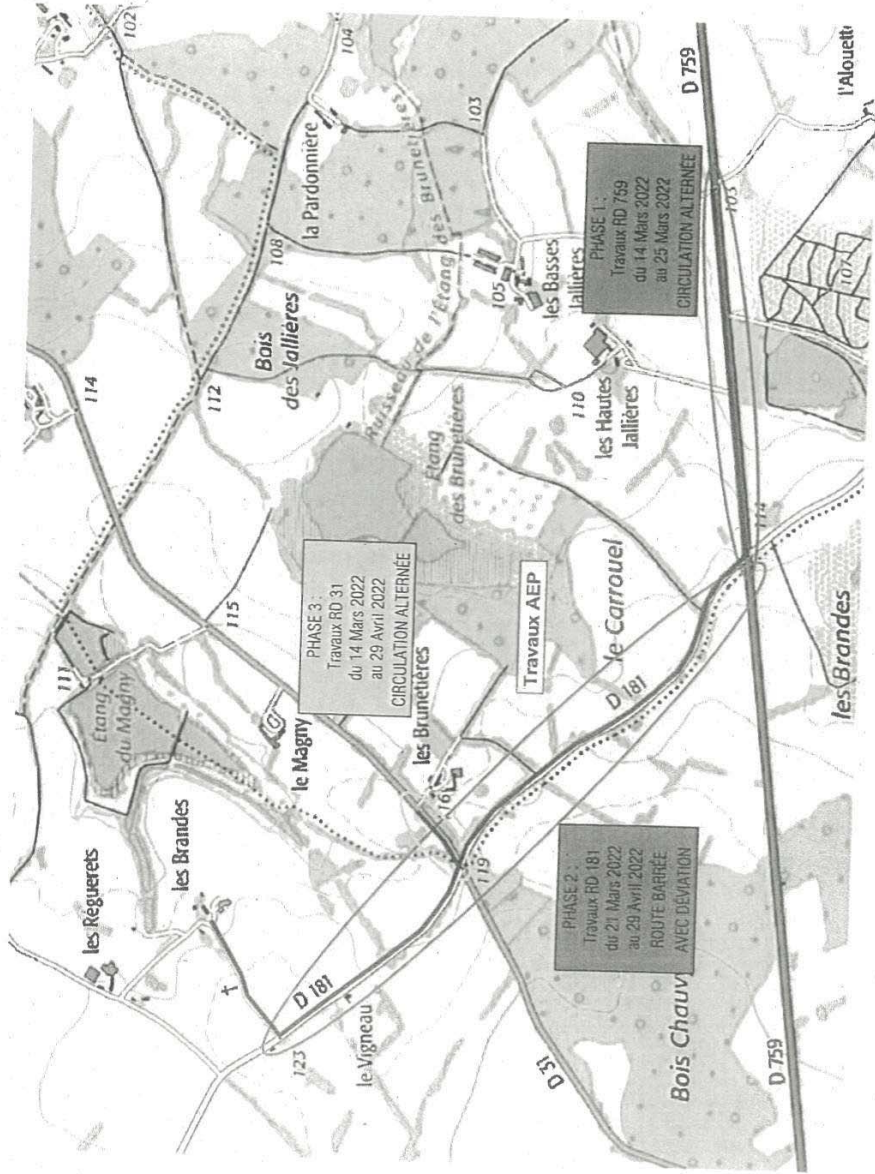 102
104
la Pardonnière
103
108
112
114
Bois
des Jallières
Ruisseau de l'Étang des Brunetières
105
les Basses
Jallières
110
les Hautes
Jallières
PHASE 1 :
Travaux RD 759
du 14 Mars 2022
au 25 Mars 2022
CIRCULATION ALTERNÉE
D 759
103
l'Alouette
107
111
Étang
du Magny
115
le Magny
PHASE 3 :
Travaux RD 31
du 14 Mars 2022
au 29 Avril 2022
CIRCULATION ALTERNÉE
Étang
des Brunetières
les Brunetières
Travaux AEP
le Carrouel
D 181
114
les Brandes
les Réguerets
les Brandes
D 181
123
le Vigneau
119
PHASE 2 :
Travaux RD 181
du 21 Mars 2022
au 29 Avril 2022
ROUTE BARRÉE
AVEC DÉVIATION
D 31
Bois Chauv
D 759